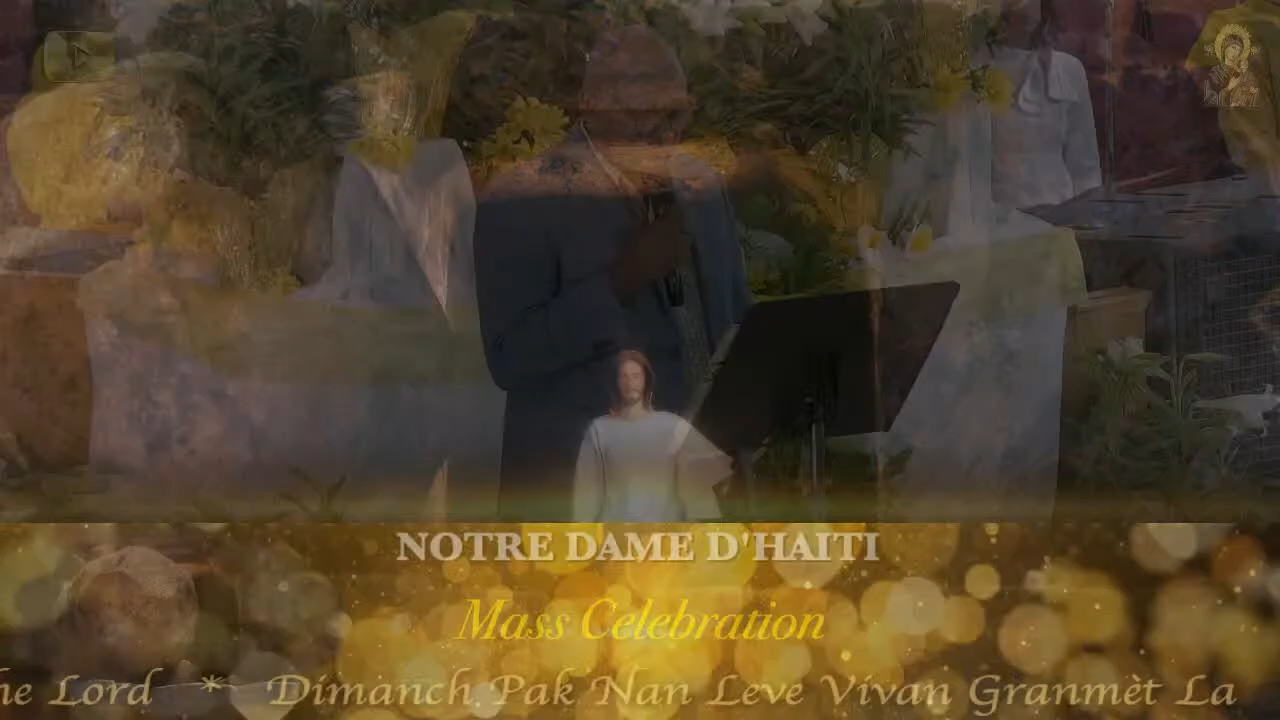 NOTRE DAME D'HAITI
Mass Celebration
he Lord * Dimanch Pak Nan Leve Vivan Granmèt La